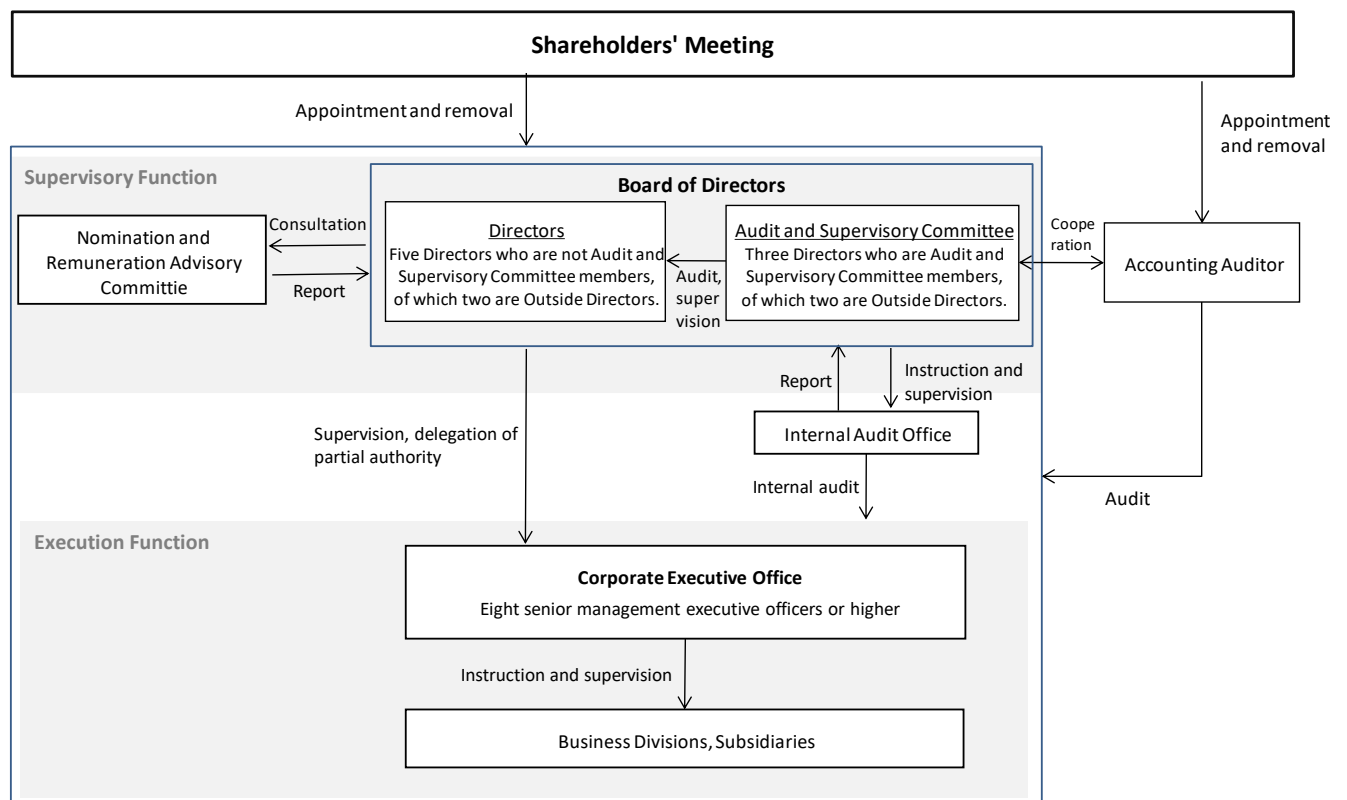 Shareholders' Meeting
Appointment and removal
Appointment
and removal
Supervisory Function
Board of Directors
Nomination and
Remuneration Advisory
Committie
Consultation
Report
Directors
Five Directors who are not Audit and
Supervisory Committee members,
of which two are Outside Directors.
Audit,
super
vision
Audit and Supervisory Committee
Three Directors who are Audit and
Supervisory Committee members,
of which two are Outside Directors.
Coope
ration
Accounting Auditor
Report
Instruction and
supervision
Supervision, delegation of
partial authority
Internal Audit Office
Internal audit
Audit
Execution Function
Corporate Executive Office
Eight senior management executive officers or higher
Instruction and supervision
Business Divisions, Subsidiaries